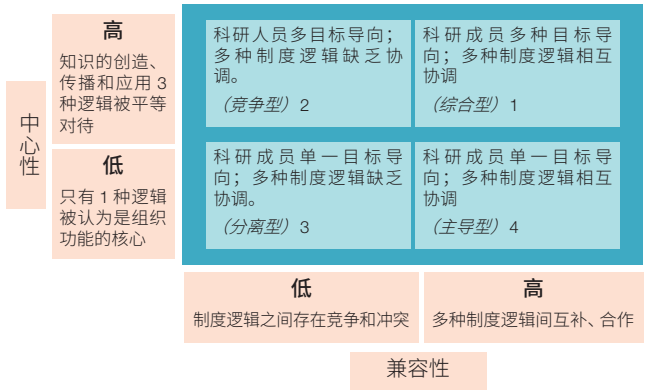 中心性
高
知识的创造、
传播和应用 3
种逻辑被平等
对待
低
只有 1 种逻辑
被认为是组织
功能的核心
科研人员多目标导向；
多种制度逻辑缺乏协
调。
（竞争型）2
科研成员多种目标导
向；多种制度逻辑相互
协调
（综合型）1
科研成员单一目标导
向；多种制度逻辑缺乏
协调。
（分离型）3
科研成员单一目标导
向；多种制度逻辑相互
协调
（主导型）4
低
制度逻辑之间存在竞争和冲突
高
多种制度逻辑间互补、合作
兼容性